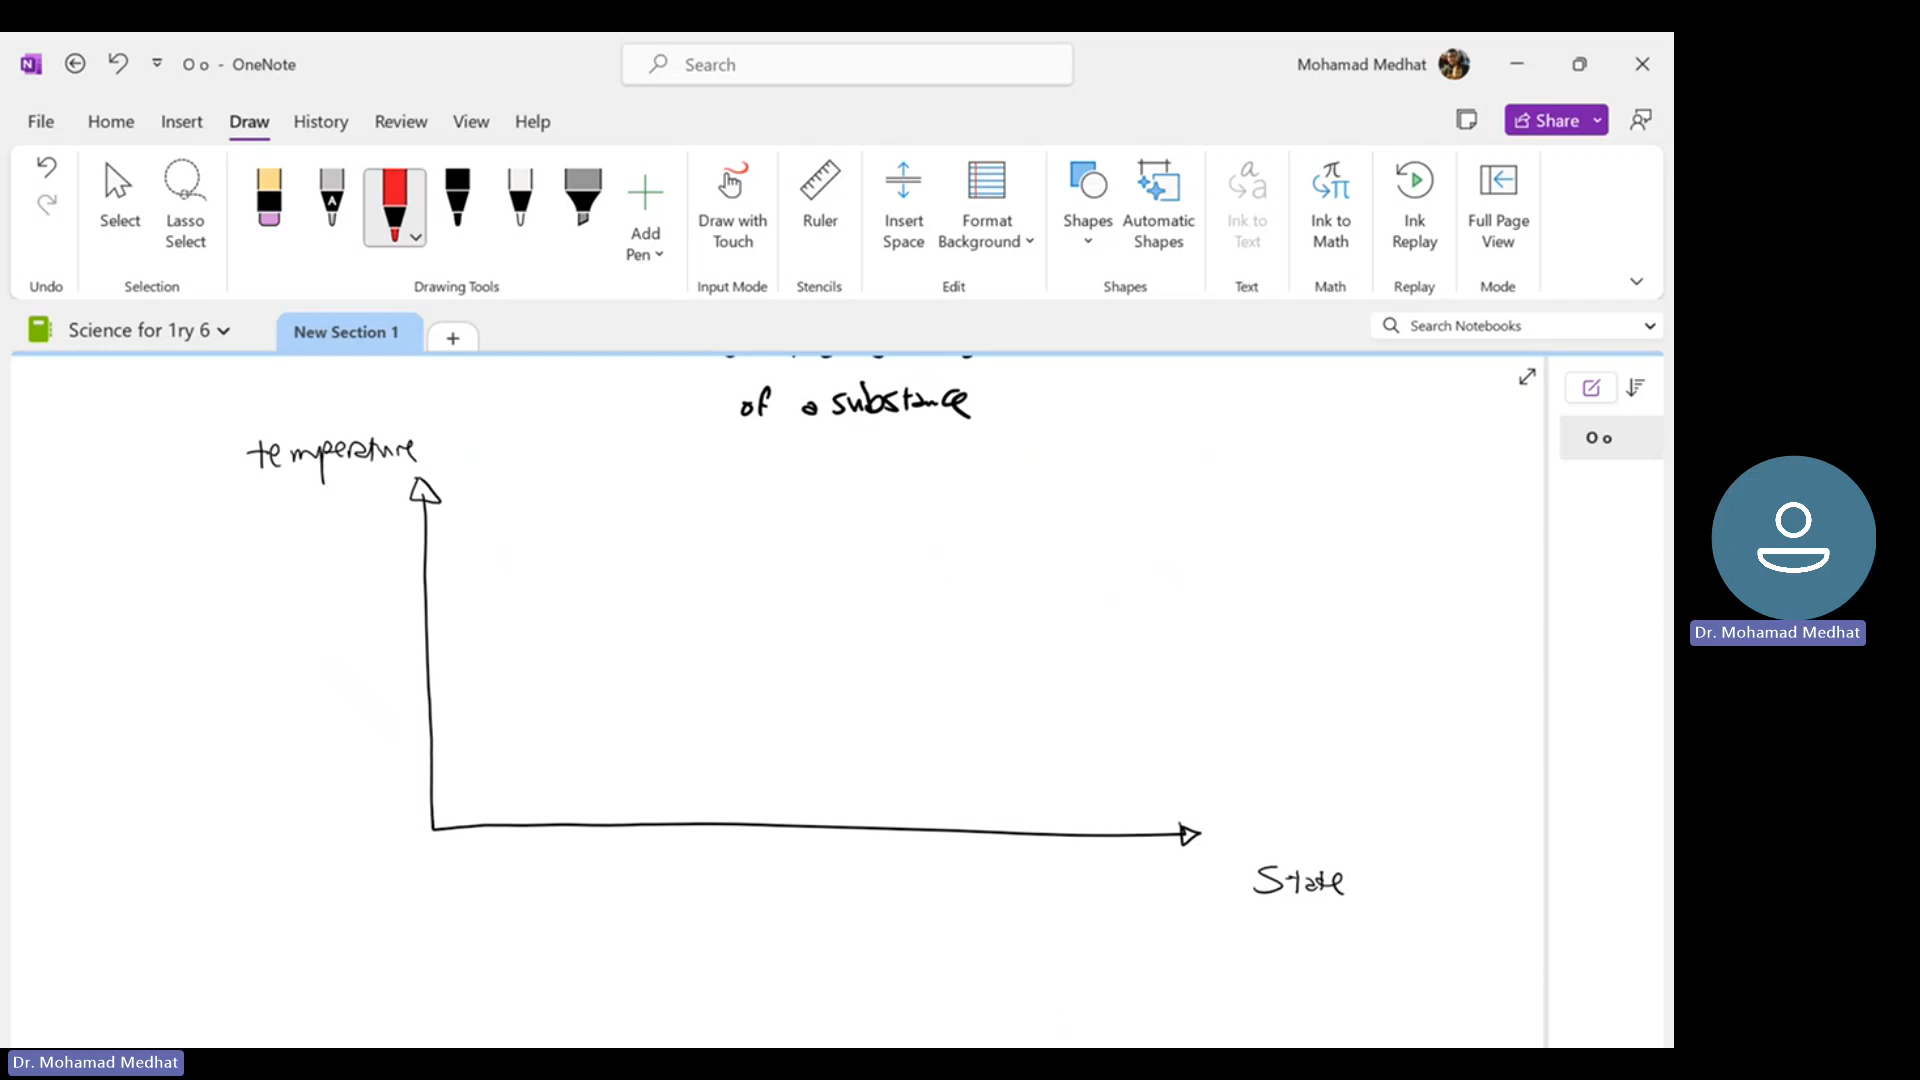 O o - OneNote
Search
Mohamad Medhat
File Home Insert Draw History Review View Help
Share
Select
Lasso Select
A
Add Pen
Draw with Touch
Ruler
Insert Space
Format Background
Shapes
Automatic Shapes
Ink to Text
Ink to Math
Ink Replay
Full Page View
Undo Selection Drawing Tools Input Mode Stencils Edit Shapes Text Math Replay Mode
Science for 1ry 6
New Section 1
Search Notebooks
of a substance
O o
temperature
Dr. Mohamad Medhat
State
Dr. Mohamad Medhat